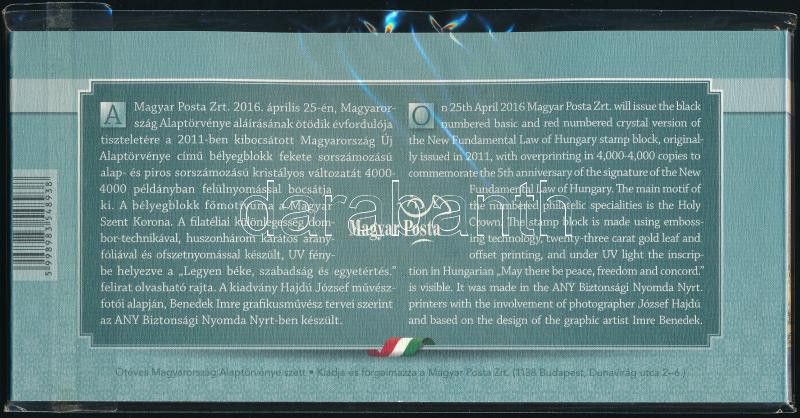 A Magyar Posta Zrt. 2016. április 25-én, Magyaror-
szág Alaptörvénye aláírásának ötödik évfordulója
tiszteletére a 2011-ben kibocsátott Magyarország Új
Alaptörvénye című bélyegblokk fekete sorszámozású
alap- és piros sorszámozású kristályos változatát 4000-
4000 példányban felülnyomással bocsátja
ki. A bélyegblokk főmotívuma a Magyar
Szent Korona. A filatéliai különlegesség dom-
bor-technikával, huszonhárom karátos arany-
fóliával és ofszetnyomással készült, UV fény-
be helyezve a „Legyen béke, szabadság és egyetértés.”
felirat olvasható rajta. A kiadvány Hajdú József művész-
fotói alapján, Benedek Imre grafikusművész tervei szerint
az ANY Biztonsági Nyomda Nyrt-ben készült.
On 25th April 2016 Magyar Posta Zrt. will issue the black
numbered basic and red numbered crystal version of
the New Fundamental Law of Hungary stamp block, original-
ly issued in 2011, with overprinting in 4,000-4,000 copies to
commemorate the 5th anniversary of the signature of the New
Fundamental Law of Hungary. The main motif of
the numbered philatelic specialities is the Holy
Crown. The stamp block is made using emboss-
ing technology, twenty-three carat gold leaf and
offset printing, and under UV light the inscrip-
tion in Hungarian „May there be peace, freedom and concord.”
is visible. It was made in the ANY Biztonsági Nyomda Nyrt.
printers with the involvement of photographer József Hajdú
and based on the design of the graphic artist Imre Benedek.
Magyar Posta
darabanth
5998983548938
Ötéves Magyarország Alaptörvénye szett • Kiadja és forgalmazza a Magyar Posta Zrt. (1138 Budapest, Dunavirág utca 2–6.)